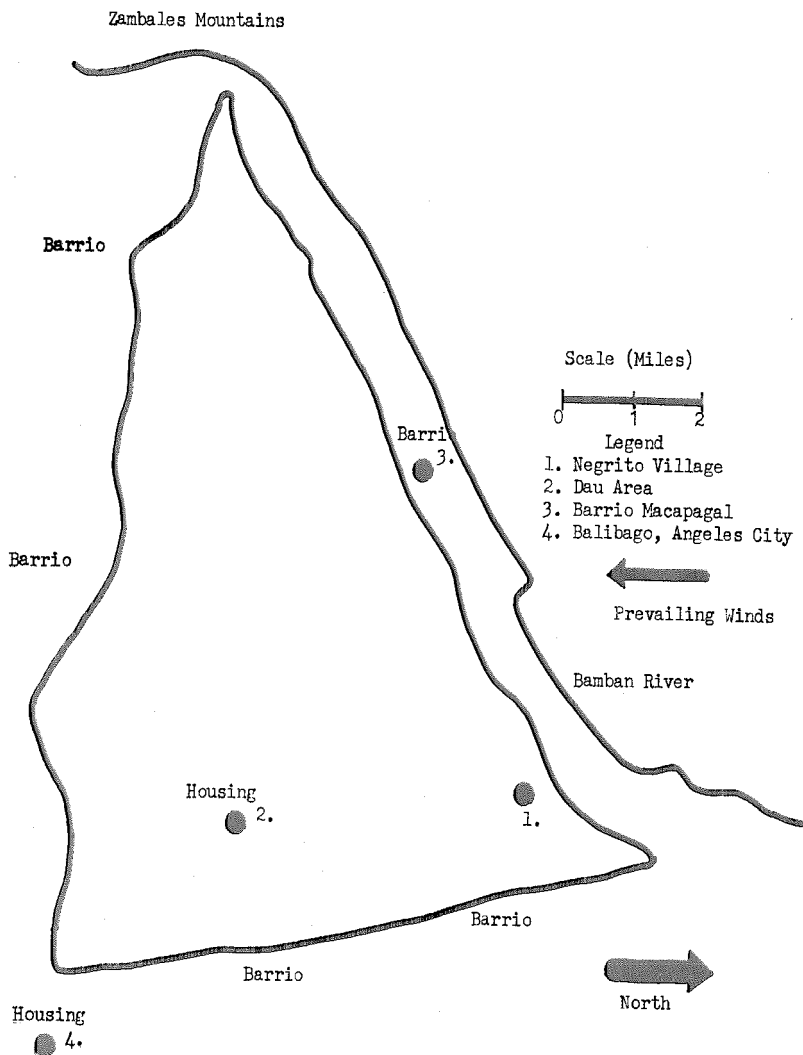 Zambales Mountains
Barrio
Scale (Miles)
0 1 2
Legend
1. Negrito Village
2. Dau Area
3. Barrio Macapagal
4. Balibago, Angeles City
Barri
3.
Barrio
Prevailing Winds
Bamban River
Housing
2.
1.
Barrio
Barrio
North
Housing
4.